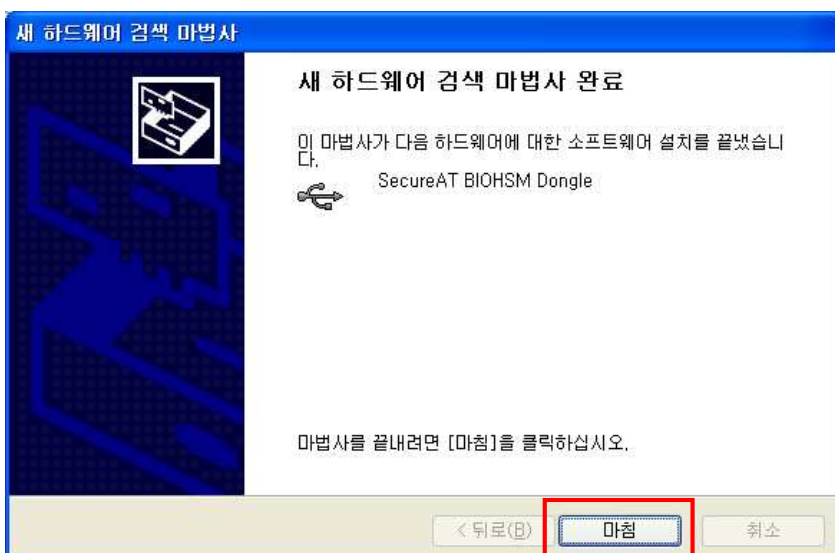 새 하드웨어 검색 마법사
새 하드웨어 검색 마법사 완료
이 마법사가 다음 하드웨어에 대한 소프트웨어 설치를 끝냈습니
다.
SecureAT BIOHSM Dongle
마법사를 끝내려면 [마침]을 클릭하십시오.
< 뒤로(B) 마침 취소